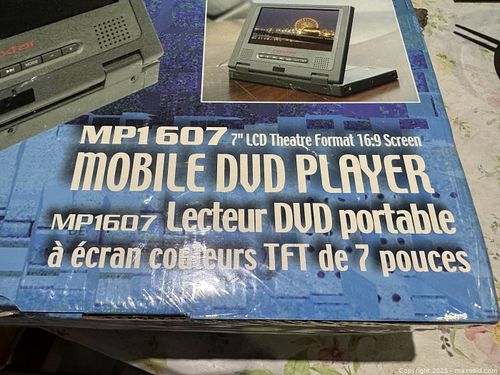 MP1607 7" LCD Theatre Format 16:9 Screen
MOBILE DVD PLAYER
MP1607 Lecteur DVD portable
à écran couleurs TFT de 7 pouces
Copyright 2025 - maxsold.com